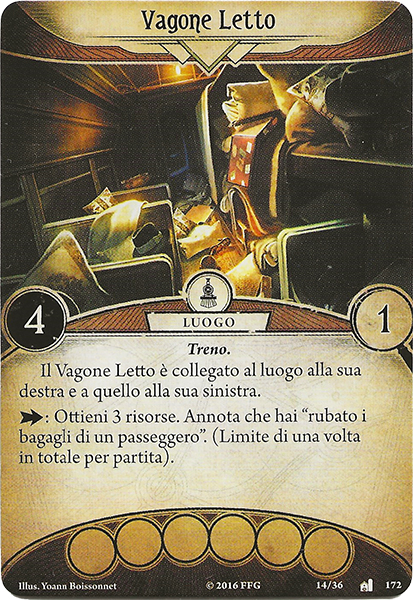 Vagone Letto
4
LUOGO
1
Treno.
Il Vagone Letto è collegato al luogo alla sua
destra e a quello alla sua sinistra.
: Ottieni 3 risorse. Annota che hai “rubato i
bagagli di un passeggero”. (Limite di una volta
in totale per partita).
Illus. Yoann Boissonnet
© 2016 FFG
14/36
172